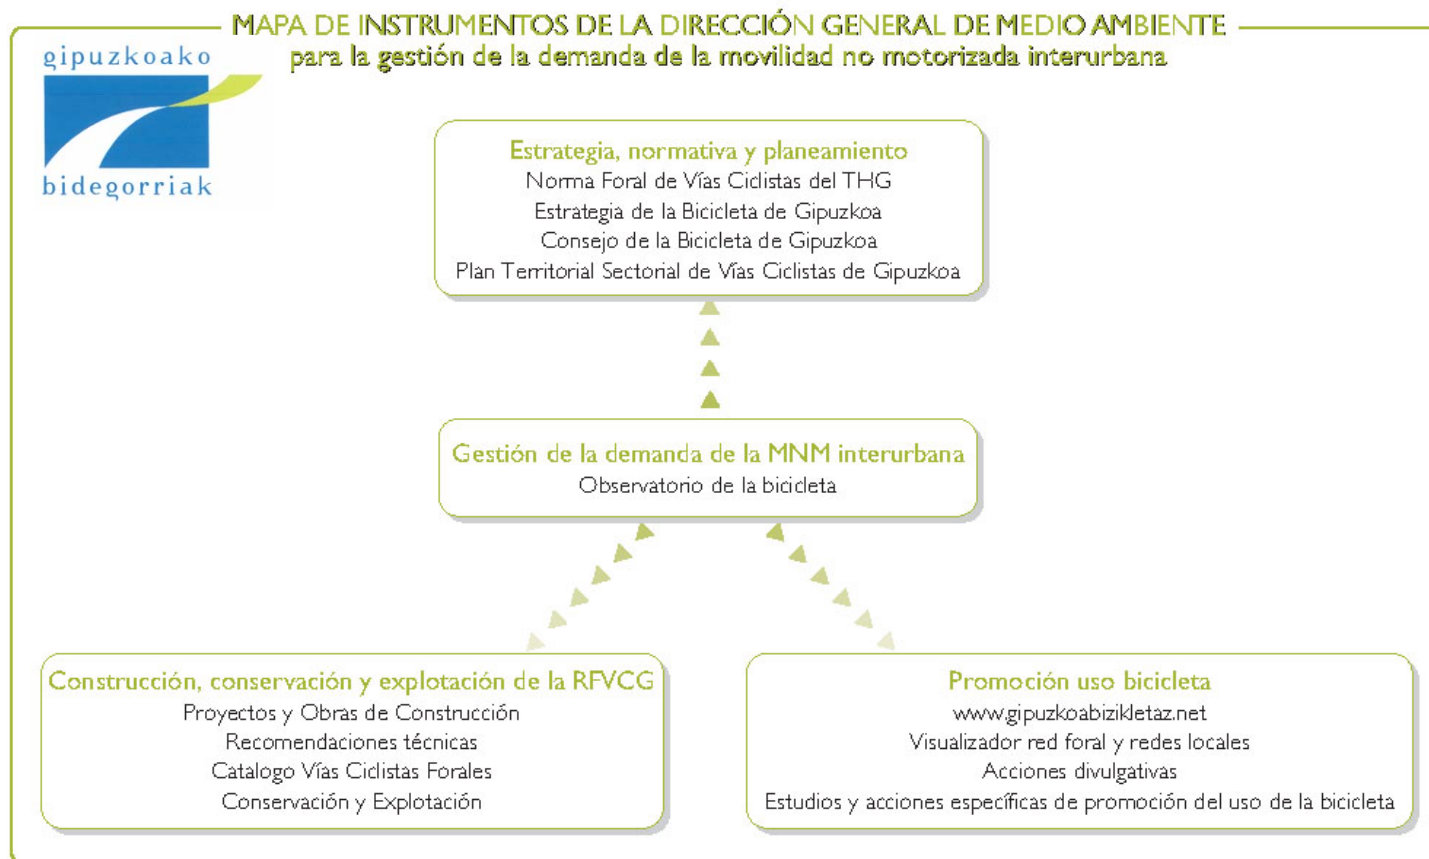 MAPA DE INSTRUMENTOS DE LA DIRECCIÓN GENERAL DE MEDIO AMBIENTE
para la gestión de la demanda de la movilidad no motorizada interurbana
gipuzkoako
bidegorriak
Estrategia, normativa y planeamiento
Norma Foral de Vías Ciclistas del THG
Estrategia de la Bicicleta de Gipuzkoa
Consejo de la Bicicleta de Gipuzkoa
Plan Territorial Sectorial de Vías Ciclistas de Gipuzkoa
Gestión de la demanda de la MNM interurbana
Observatorio de la bicicleta
Construcción, conservación y explotación de la RFVCG
Proyectos y Obras de Construcción
Recomendaciones técnicas
Catalogo Vías Ciclistas Forales
Conservación y Explotación
Promoción uso bicicleta
www.gipuzkoabizikletaz.net
Visualizador red foral y redes locales
Acciones divulgativas
Estudios y acciones específicas de promoción del uso de la bicicleta